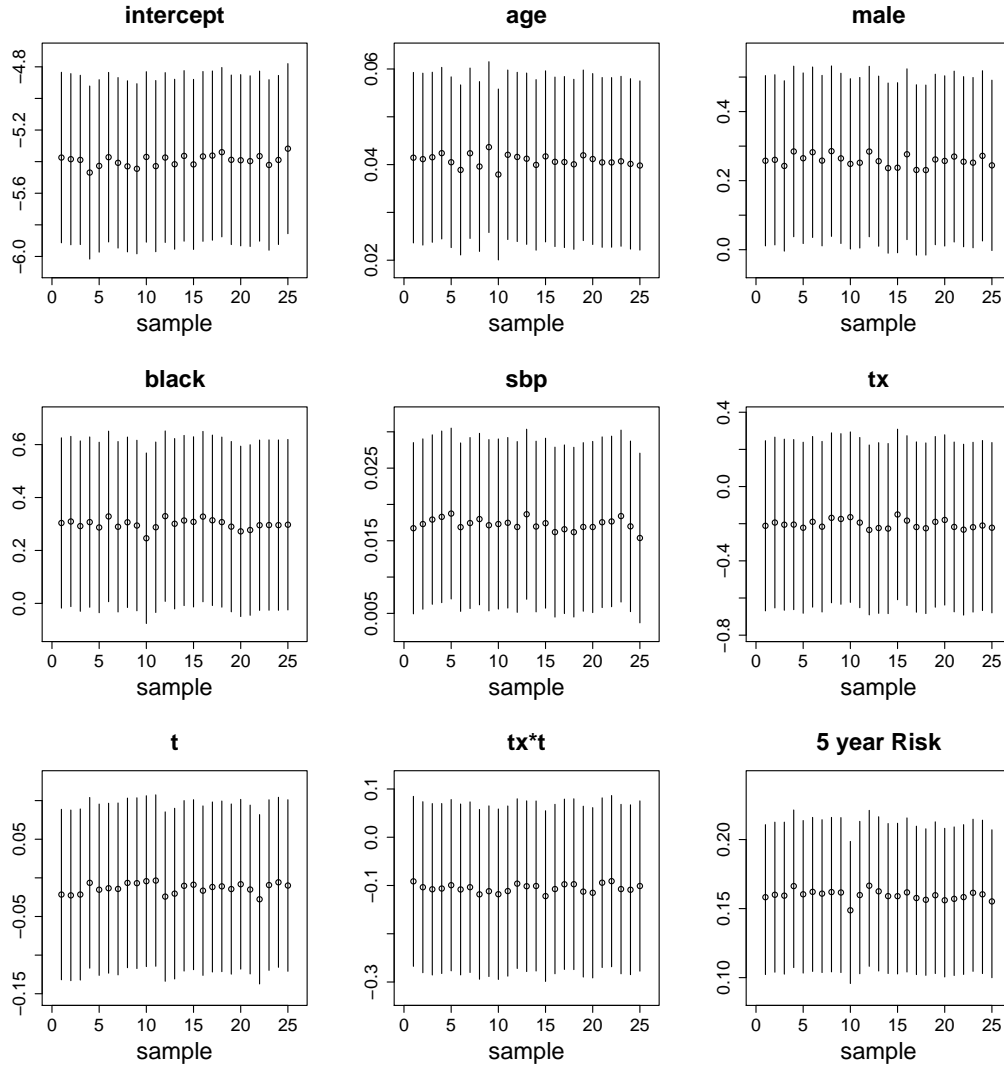 intercept age male
−4.8
−5.2
−5.6
−6.0
0 5 10 15 20 25
sample
0.06
0.04
0.02
0 5 10 15 20 25
sample
0.4
0.2
0.0
0 5 10 15 20 25
sample
black sbp tx
0.6
0.4
0.2
0.0
0 5 10 15 20 25
sample
0.025
0.015
0.005
0 5 10 15 20 25
sample
0.4
0.0
−0.4
−0.8
0 5 10 15 20 25
sample
t tx*t 5 year Risk
0.05
−0.05
−0.15
0 5 10 15 20 25
sample
0.1
0.0
−0.1
−0.3
0 5 10 15 20 25
sample
0.20
0.15
0.10
0 5 10 15 20 25
sample